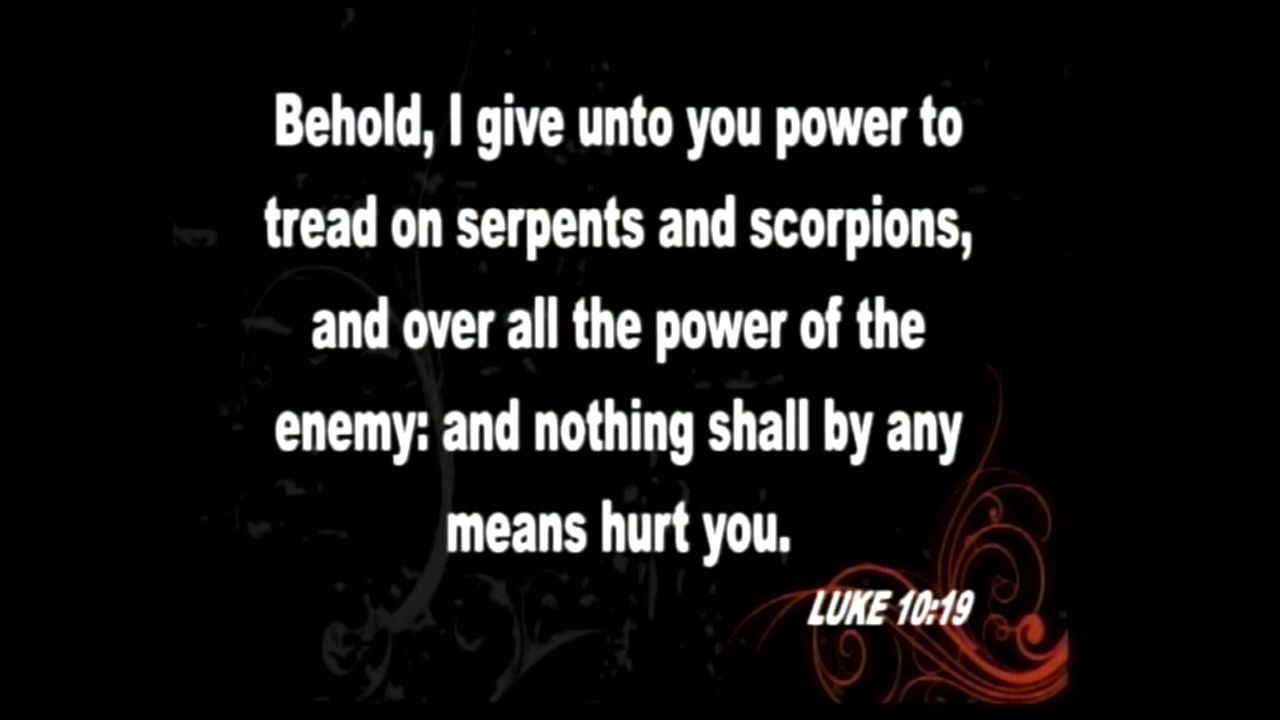 Behold, I give unto you power to
tread on serpents and scorpions,
and over all the power of the
enemy: and nothing shall by any
means hurt you.
LUKE 10:19